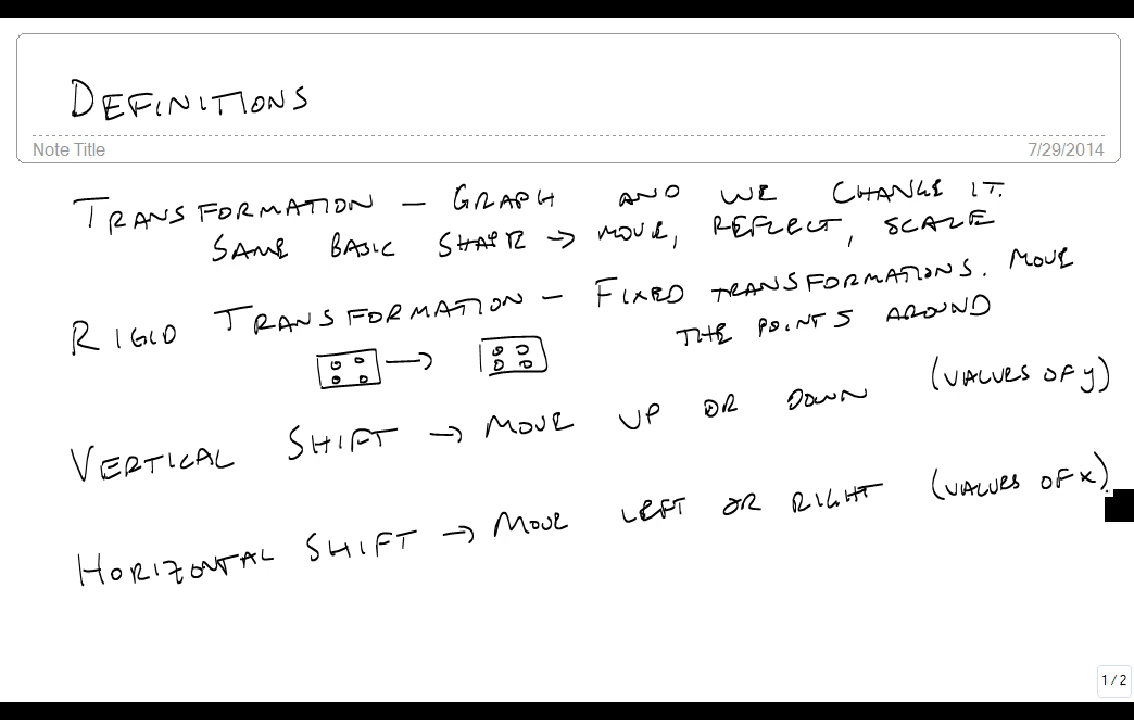 DEFINITIONS
Note Title
7/29/2014
TRANSFORMATION – GRAPH AND WE CHANGE IT.
SAME BASIC SHAPE → MOVE, REFLECT, SCALE
RIGID TRANSFORMATION – FIXED TRANSFORMATIONS. MOVE
THE POINTS AROUND
→
VERTICAL SHIFT → MOVE UP OR DOWN (VALUES OF y)
HORIZONTAL SHIFT → MOVE LEFT OR RIGHT (VALUES OF x).
1/2